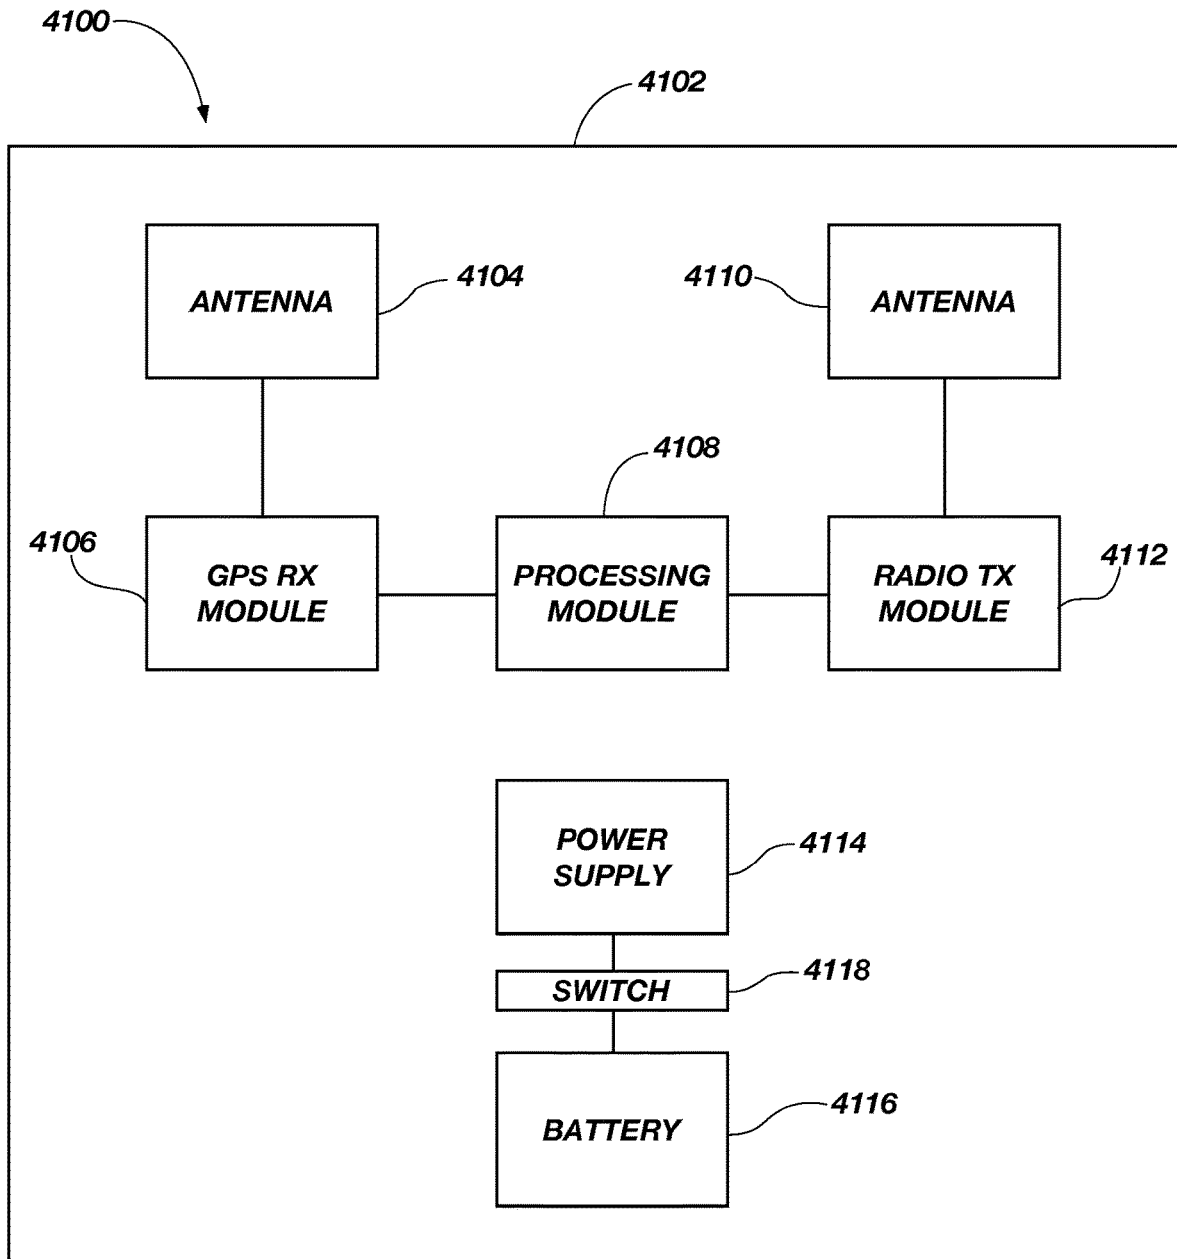 4100
4102
ANTENNA
4104
4110
ANTENNA
4108
4106
GPS RX
MODULE
PROCESSING
MODULE
RADIO TX
MODULE
4112
POWER
SUPPLY
4114
SWITCH
4118
BATTERY
4116